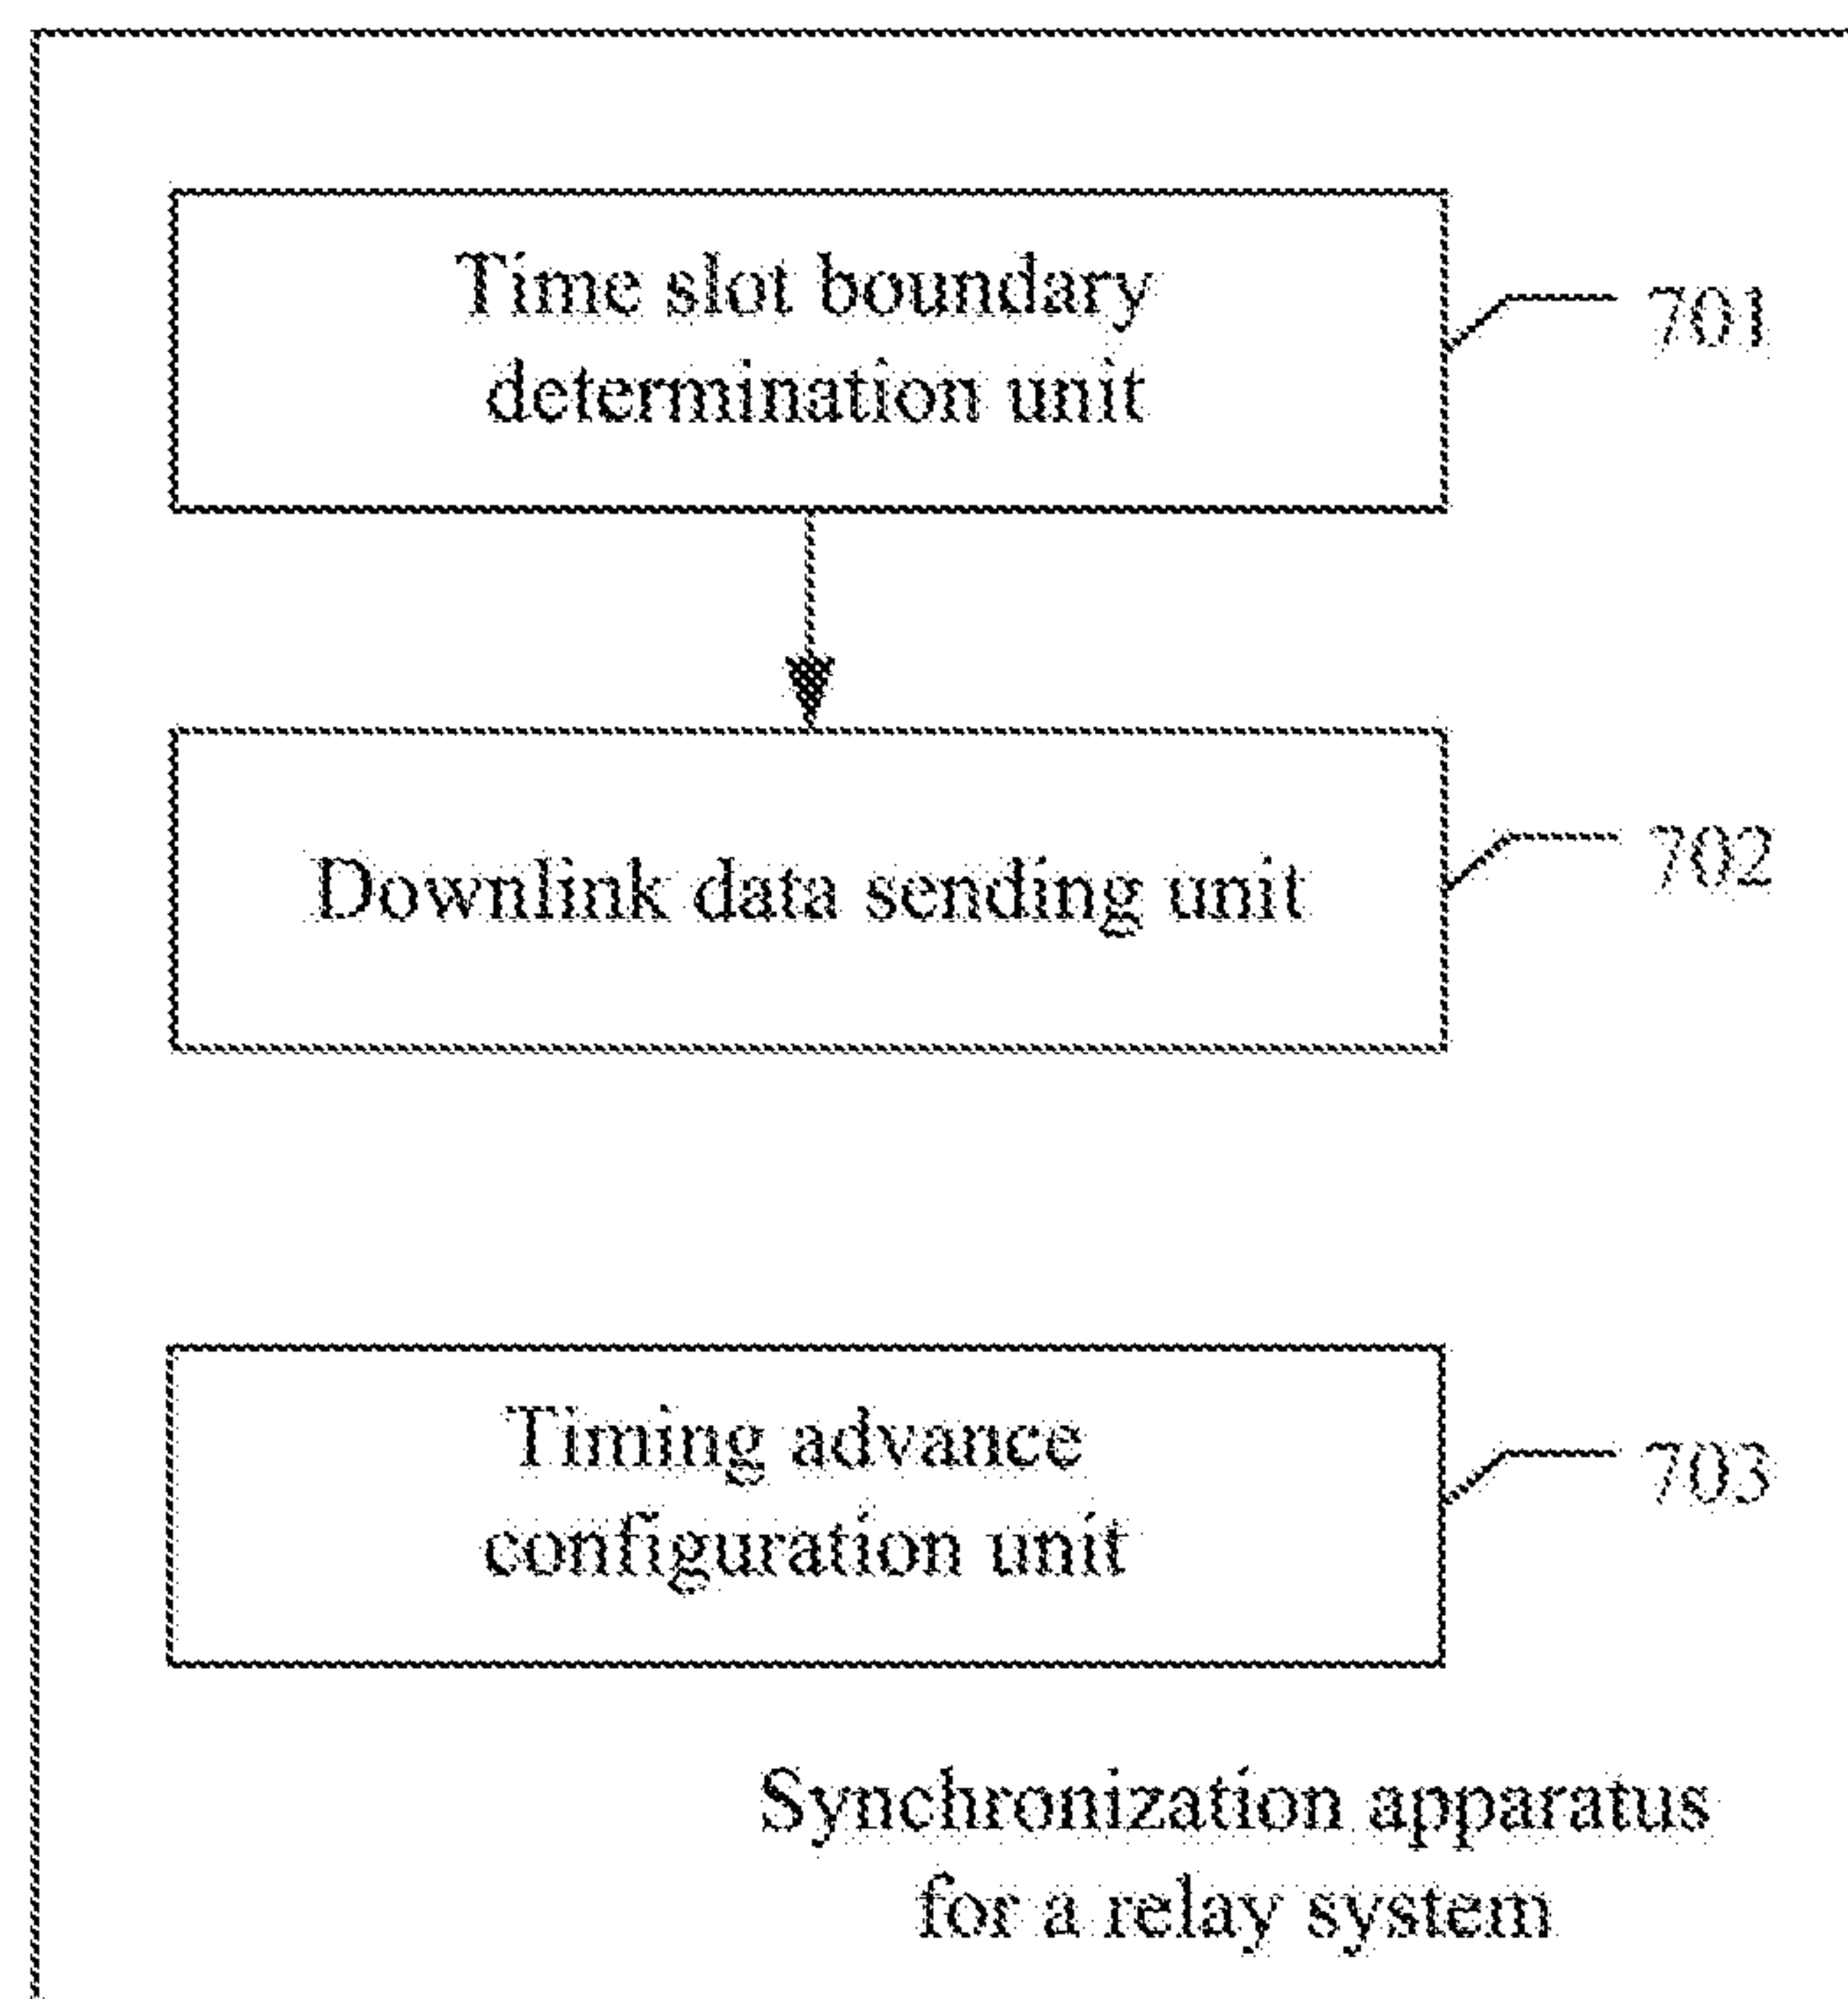 Time slot boundary
determination unit
701
Downlink data sending unit
702
Timing advance
configuration unit
703
Synchronization apparatus
for a relay system